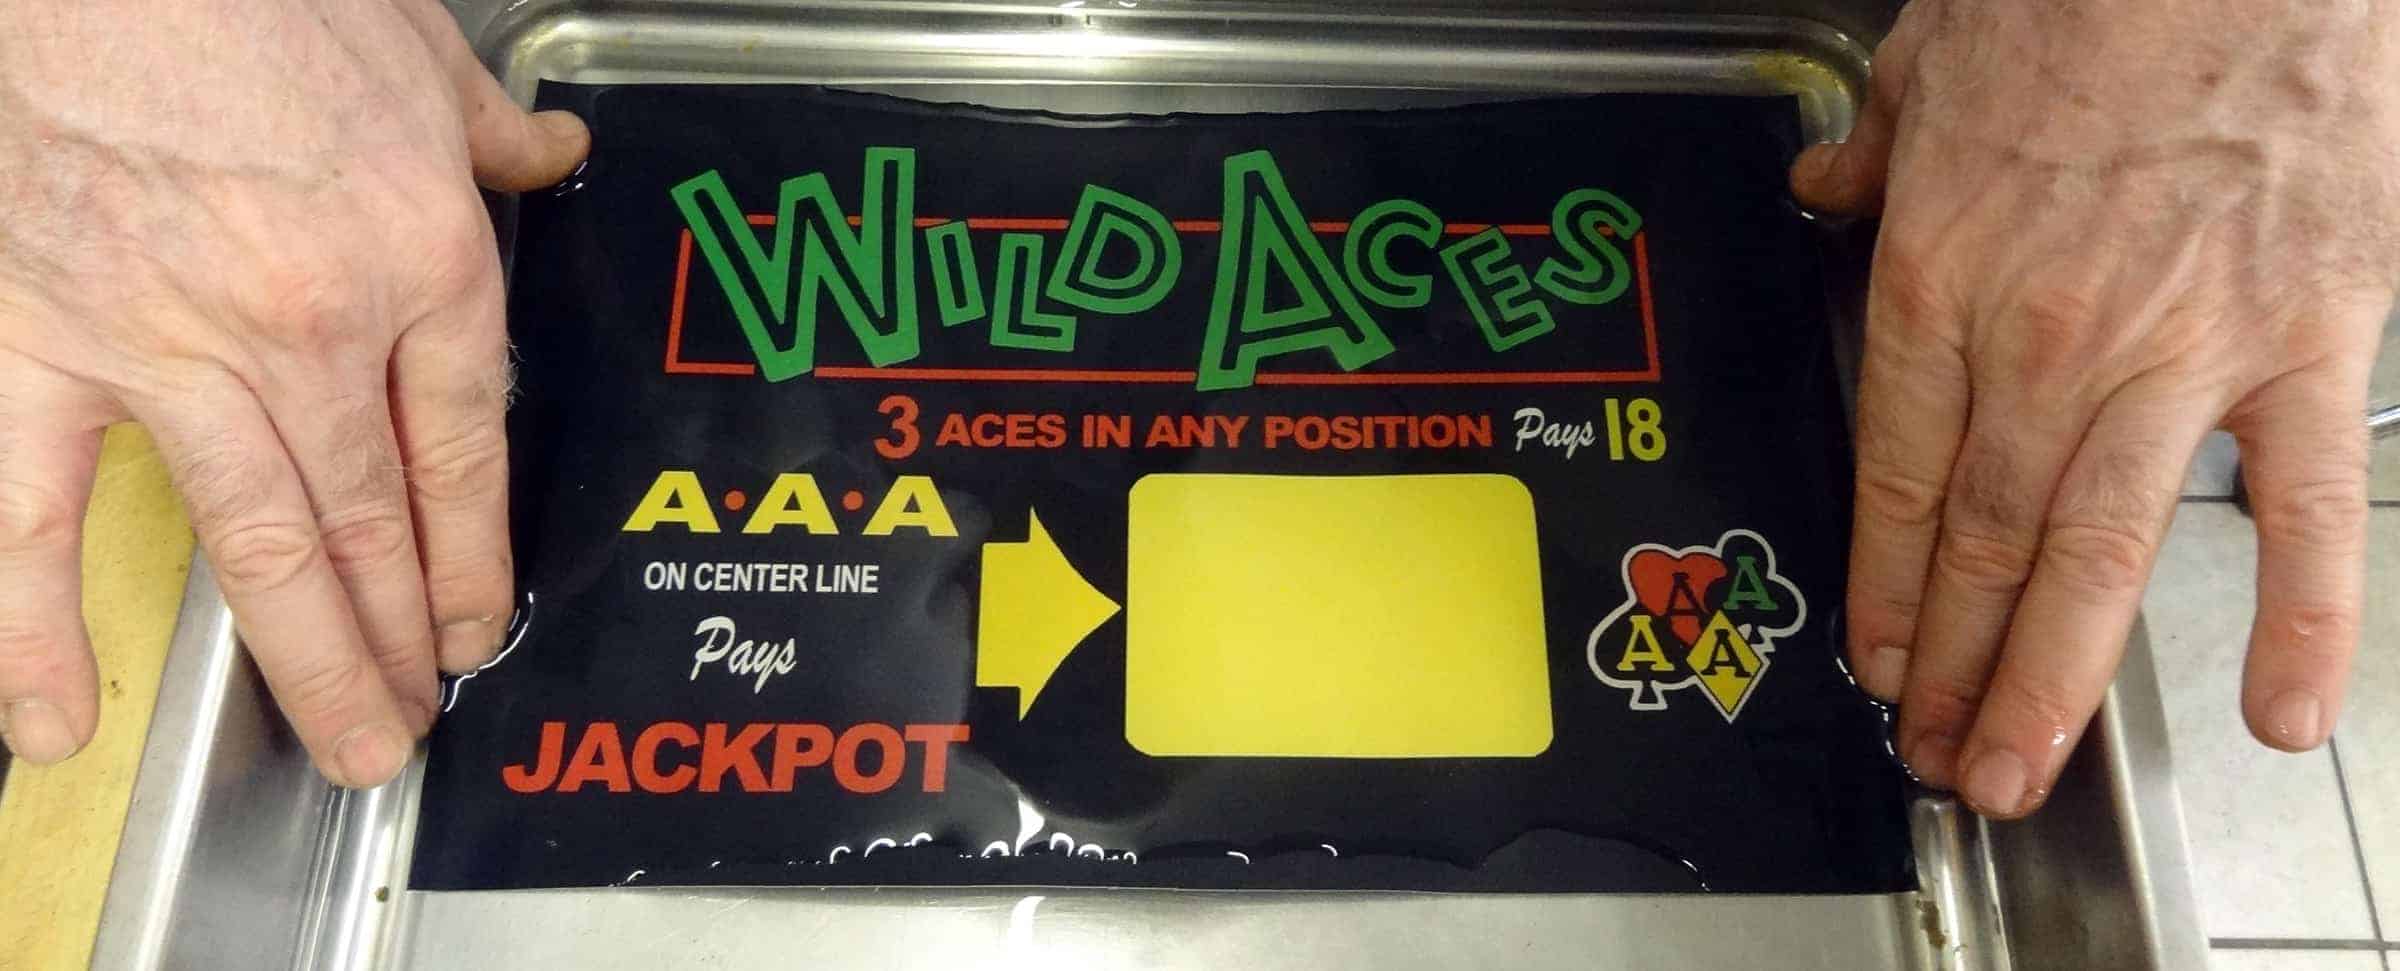 WILD ACES
3 ACES IN ANY POSITION Pays 18
A•A•A
ON CENTER LINE
Pays
JACKPOT
A A
A A